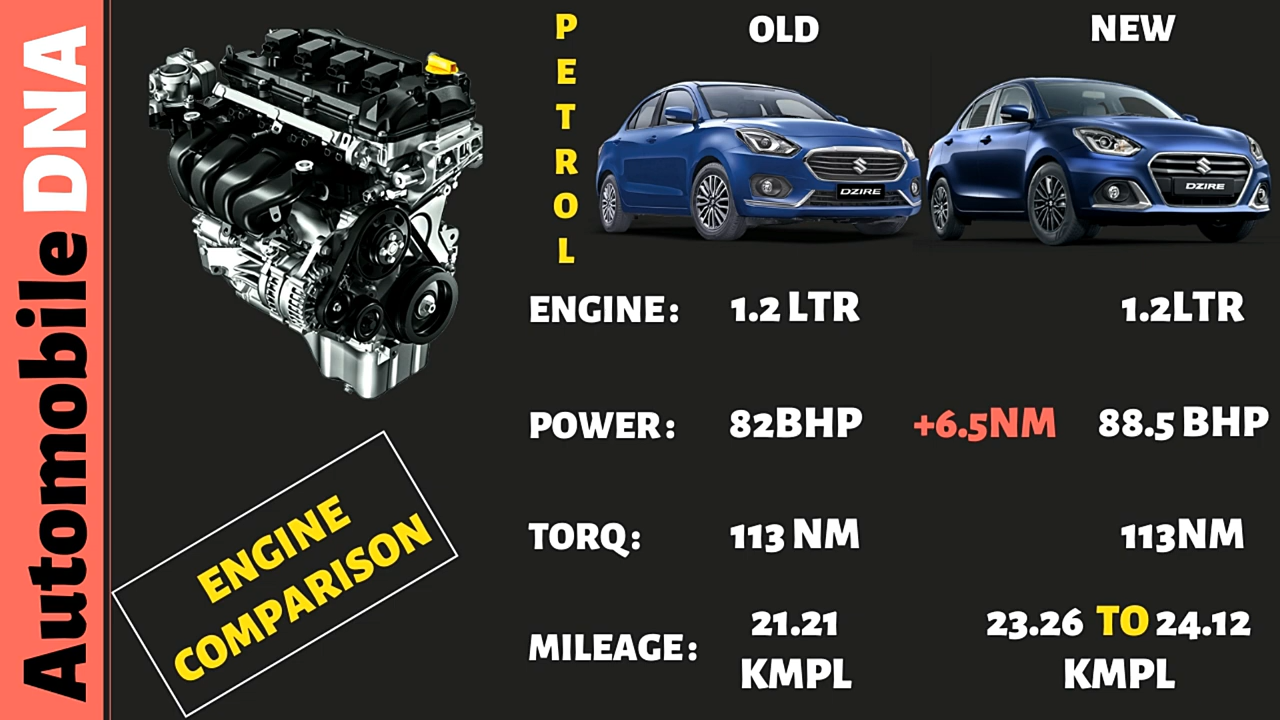 Automobile DNA
PETROL
OLD
NEW
DZIRE
DZIRE
ENGINE: 1.2 LTR 1.2LTR
POWER: 82BHP +6.5NM 88.5 BHP
TORQ: 113 NM 113NM
MILEAGE: 21.21 KMPL 23.26 TO 24.12 KMPL
ENGINE
COMPARISON